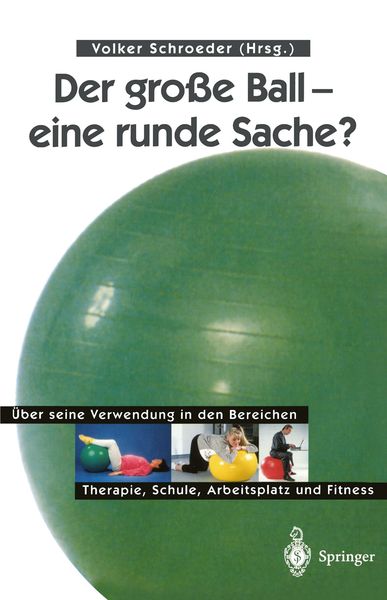 Volker Schroeder (Hrsg.)
Der große Ball –
eine runde Sache?
Über seine Verwendung in den Bereichen
Therapie, Schule, Arbeitsplatz und Fitness
Springer